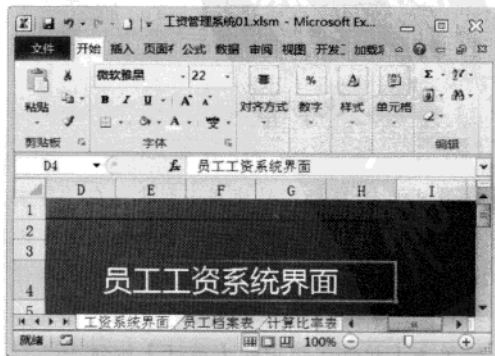 工资管理系统01.xlsm - Microsoft Ex...
文件 开始 插入 页面 公式 数据 审阅 视图 开发 加载
粘贴 微软雅黑 22 % A Σ
B I U A A 对齐方式 数字 样式 单元格
A 雯
剪贴板 字体 编辑
D4 fx 员工工资系统界面
D E F G H I
1
2
3
4 员工工资系统界面
5
工资系统界面 员工档案表 计算比率表
就绪 100%